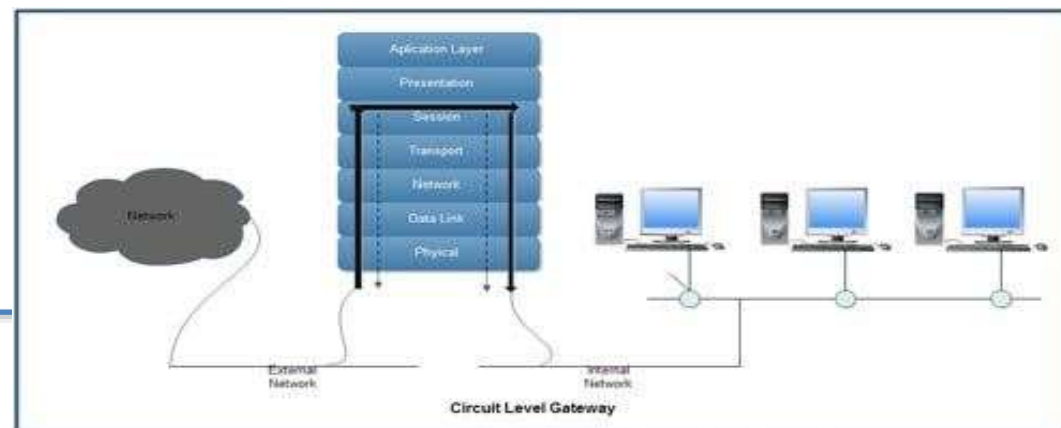 Aplication Layer
Presentation
Session
Transport
Network
Data Link
Phyical
Network
External
Network
Internal
Network
Circuit Level Gateway